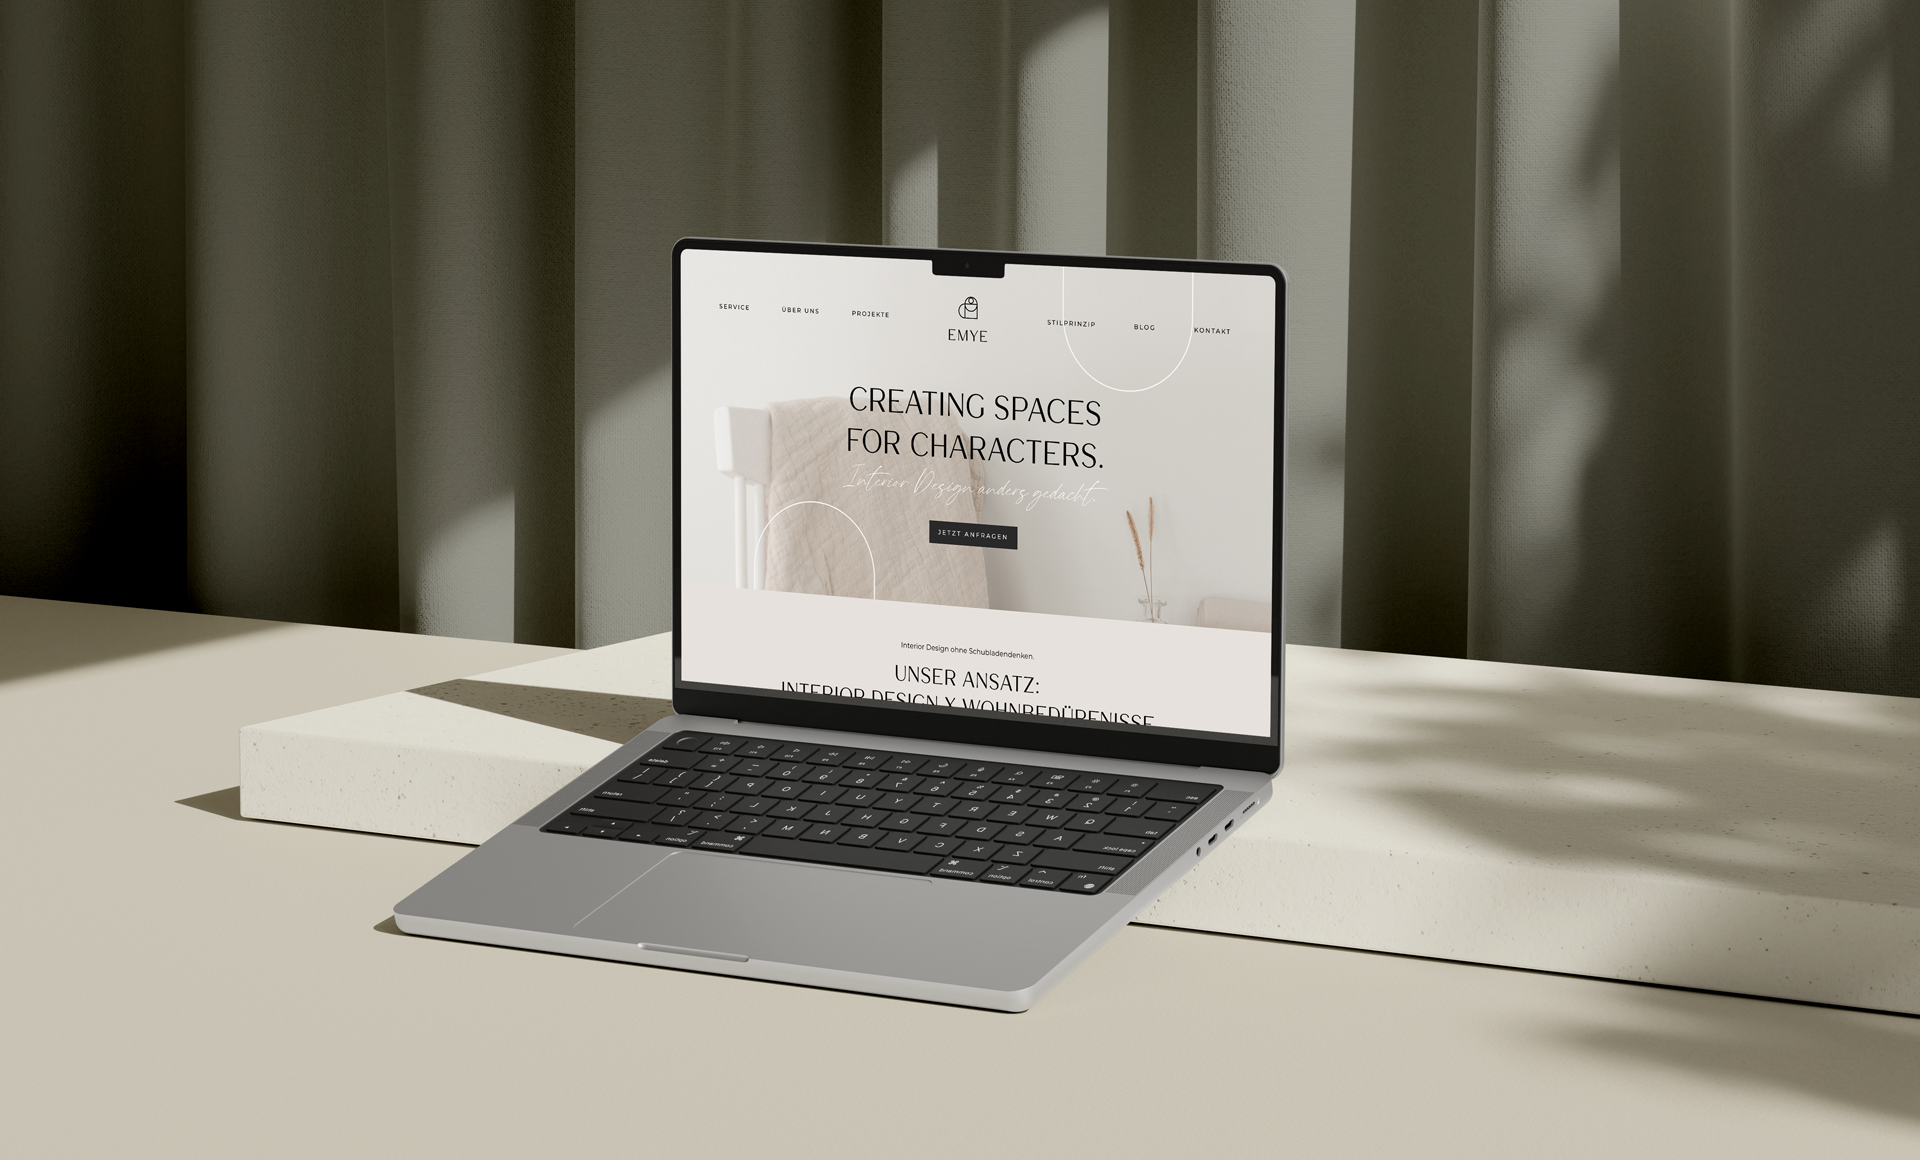 SERVICE
ÜBER UNS
PROJEKTE
EMYE
STILPRINZIP
BLOG
KONTAKT
CREATING SPACES
FOR CHARACTERS.
Interior Design anders gedacht.
JETZT ANFRAGEN
Interior Design ohne Schubladendenken.
UNSER ANSATZ:
INTERIOR DESIGN X WOHNBEDÜRFNISSE